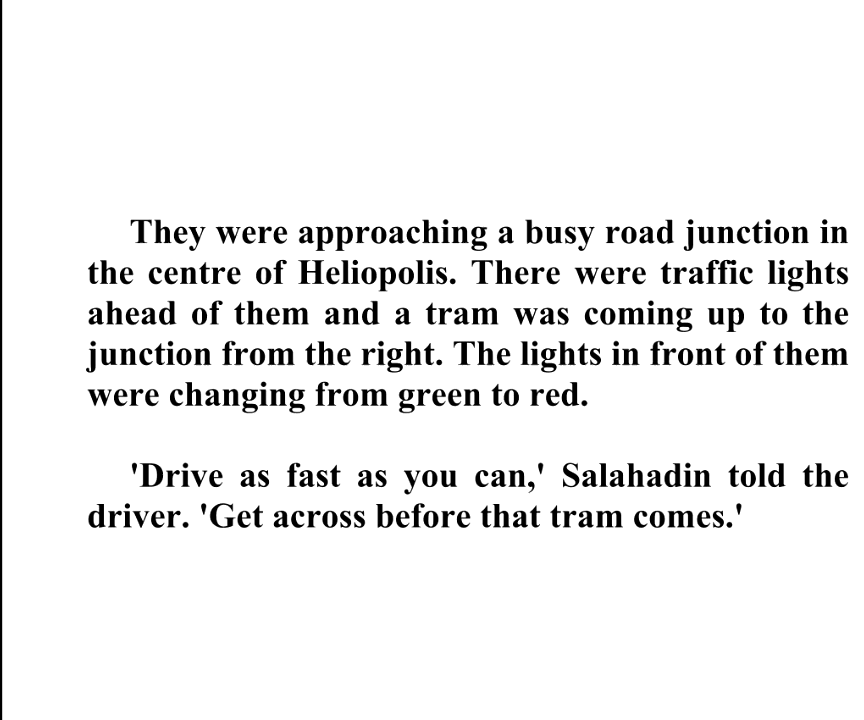 They were approaching a busy road junction in
the centre of Heliopolis. There were traffic lights
ahead of them and a tram was coming up to the
junction from the right. The lights in front of them
were changing from green to red.
'Drive as fast as you can,' Salahadin told the
driver. 'Get across before that tram comes.'